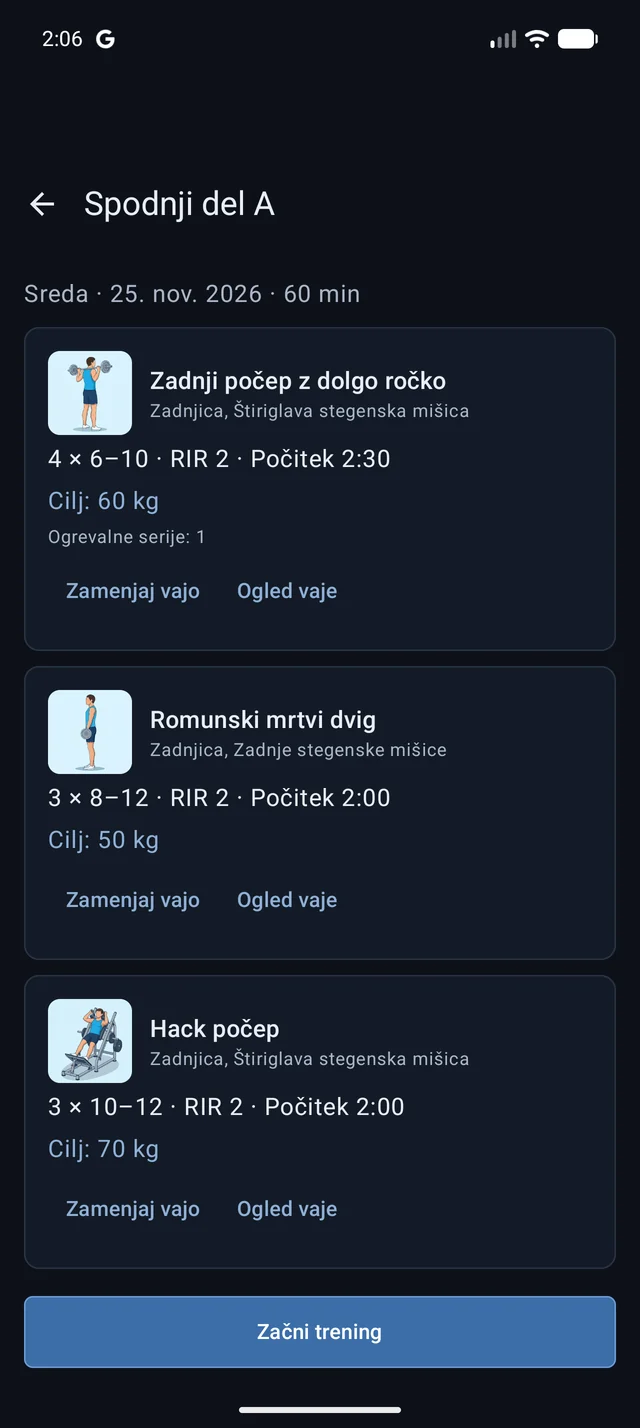 2:06 G
Spodnji del A
Sreda · 25. nov. 2026 · 60 min
Zadnji počep z dolgo ročko
Zadnjica, Štiriglava stegenska mišica
4 × 6–10 · RIR 2 · Počitek 2:30
Cilj: 60 kg
Ogrevalne serije: 1
Zamenjaj vajo Ogled vaje
Romunski mrtvi dvig
Zadnjica, Zadnje stegenske mišice
3 × 8–12 · RIR 2 · Počitek 2:00
Cilj: 50 kg
Zamenjaj vajo Ogled vaje
Hack počep
Zadnjica, Štiriglava stegenska mišica
3 × 10–12 · RIR 2 · Počitek 2:00
Cilj: 70 kg
Zamenjaj vajo Ogled vaje
Začni trening